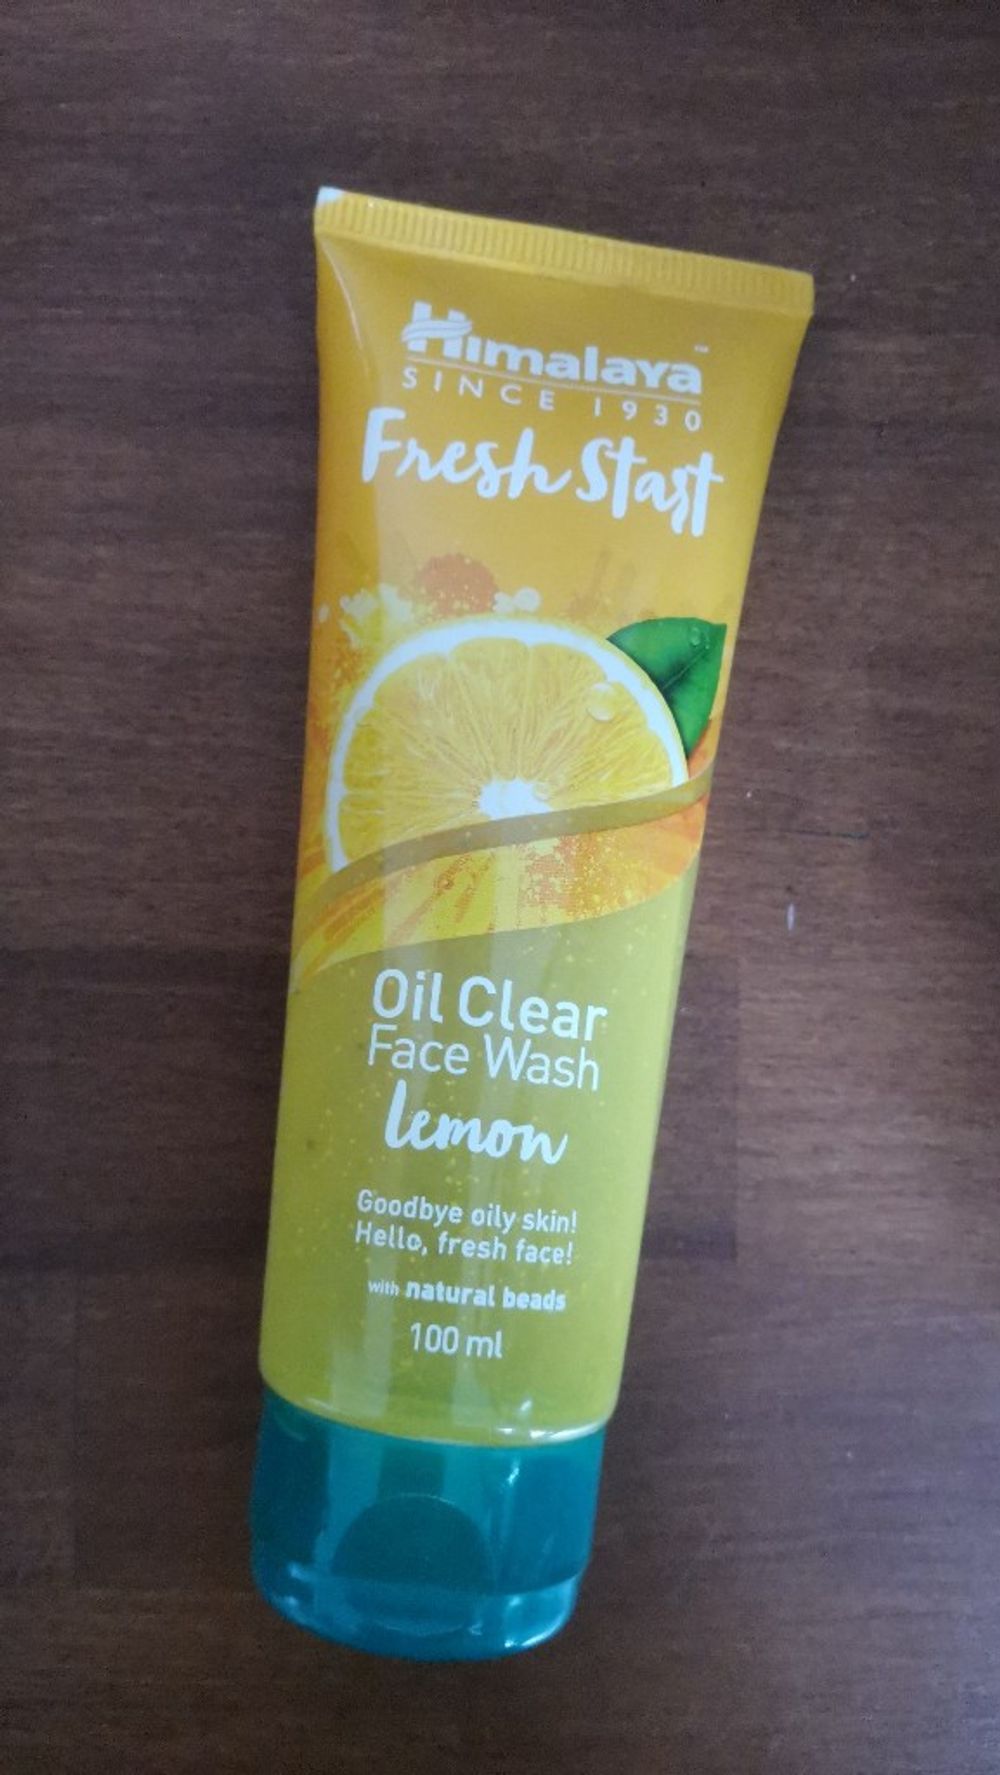 Himalaya™
SINCE 1930
Fresh Start
Oil Clear
Face Wash
Lemon
Goodbye oily skin!
Hello, fresh face!
with natural beads
100 ml